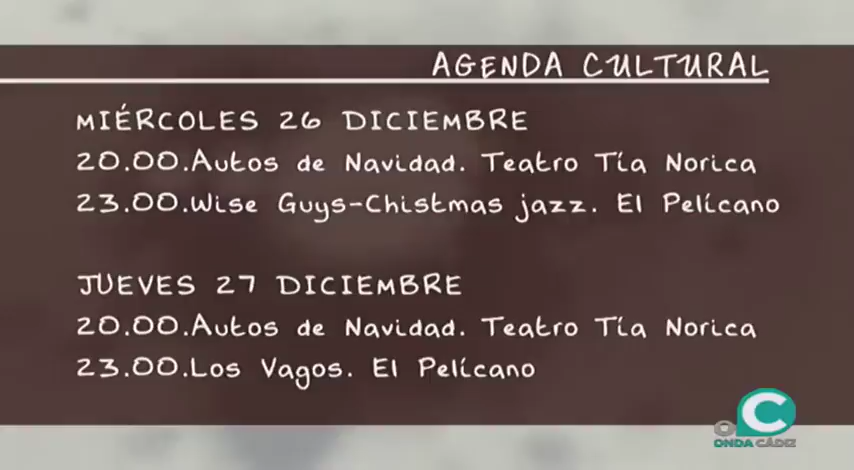 AGENDA CULTURAL
MIÉRCOLES 26 DICIEMBRE
20.00.Autos de Navidad. Teatro Tía Norica
23.00.Wise Guys-Chistmas jazz. El Pelícano
JUEVES 27 DICIEMBRE
20.00.Autos de Navidad. Teatro Tía Norica
23.00.Los Vagos. El Pelícano
ONDA CÁDIZ